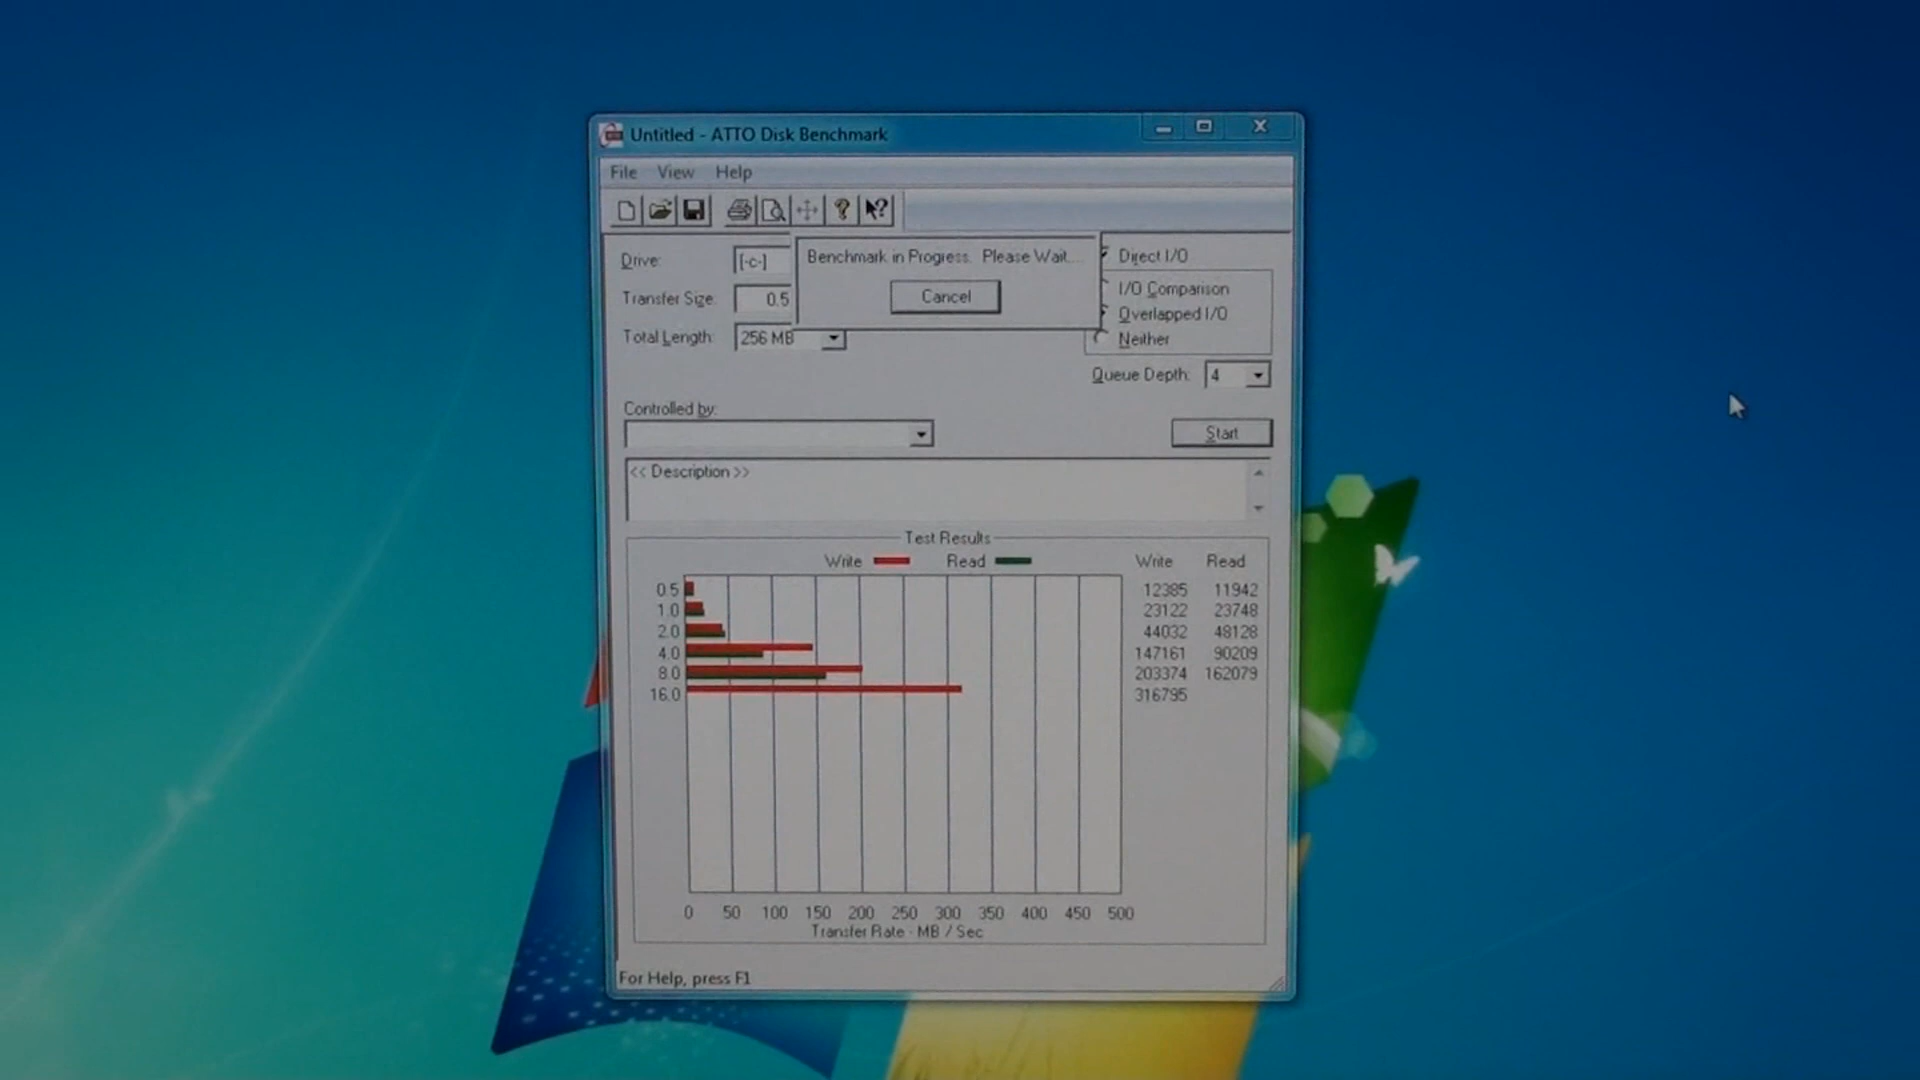 Untitled - ATTO Disk Benchmark
File View Help
Drive: [-c-]
Benchmark in Progress. Please Wait...
Cancel
Direct I/O
Transfer Size: 0.5
I/O Comparison
Overlapped I/O
Neither
Total Length: 256 MB
Queue Depth: 4
Controlled by:
Start
<< Description >>
Test Results
Write Read Write Read
0.5 12385 11942
1.0 23122 23748
2.0 44032 48128
4.0 147161 90209
8.0 203374 162079
16.0 316795
0 50 100 150 200 250 300 350 400 450 500
Transfer Rate - MB / Sec
For Help, press F1